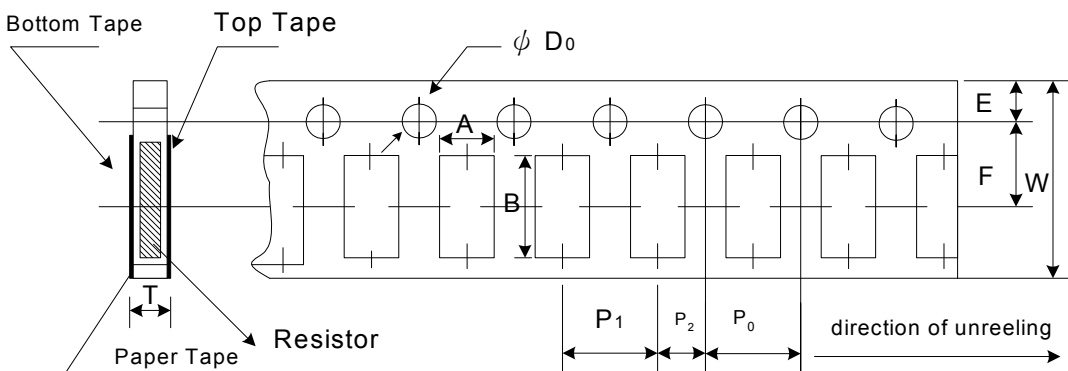 Bottom Tape
Top Tape
ψ D0
E
A
F
W
B
T
P1
P2
P0
direction of unreeling
Resistor
Paper Tape